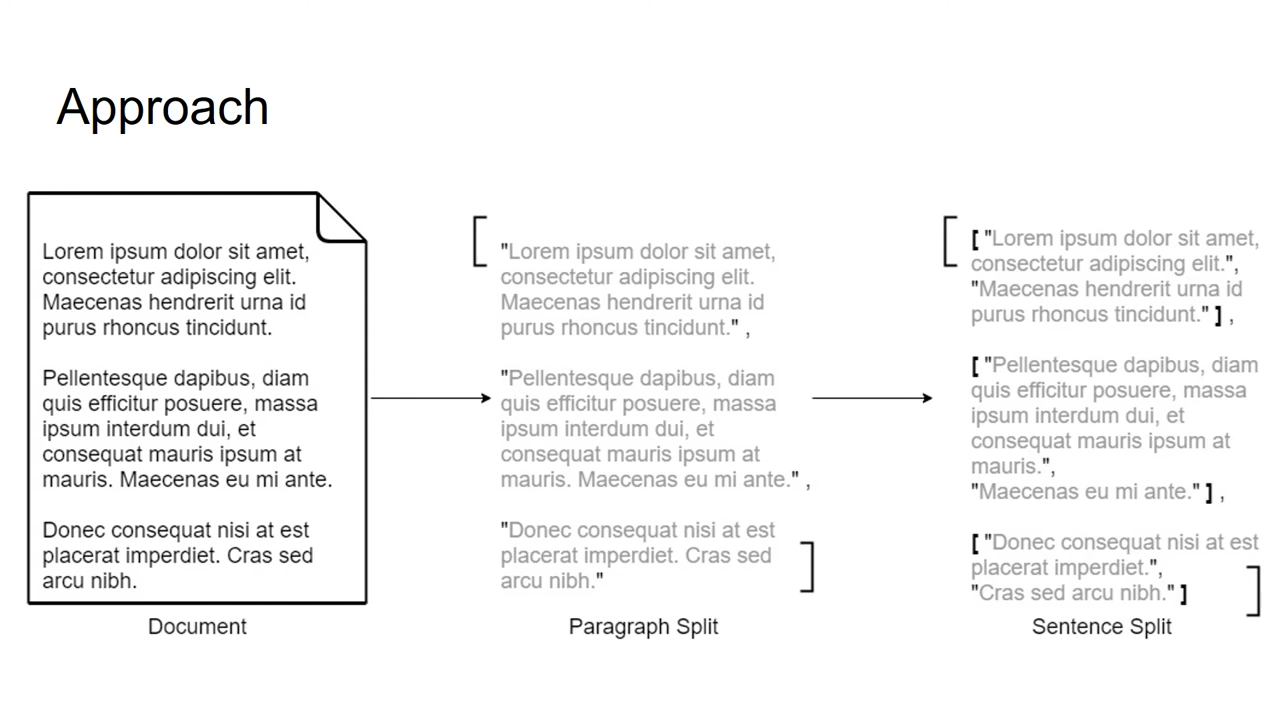 Approach
Lorem ipsum dolor sit amet,
consectetur adipiscing elit.
Maecenas hendrerit urna id
purus rhoncus tincidunt.
Pellentesque dapibus, diam
quis efficitur posuere, massa
ipsum interdum dui, et
consequat mauris ipsum at
mauris. Maecenas eu mi ante.
Donec consequat nisi at est
placerat imperdiet. Cras sed
arcu nibh.
Document
[
"Lorem ipsum dolor sit amet,
consectetur adipiscing elit.
Maecenas hendrerit urna id
purus rhoncus tincidunt." ,
"Pellentesque dapibus, diam
quis efficitur posuere, massa
ipsum interdum dui, et
consequat mauris ipsum at
mauris. Maecenas eu mi ante." ,
"Donec consequat nisi at est
placerat imperdiet. Cras sed
arcu nibh."
]
Paragraph Split
[
[ "Lorem ipsum dolor sit amet,
consectetur adipiscing elit.",
"Maecenas hendrerit urna id
purus rhoncus tincidunt." ] ,
[ "Pellentesque dapibus, diam
quis efficitur posuere, massa
ipsum interdum dui, et
consequat mauris ipsum at
mauris.",
"Maecenas eu mi ante." ] ,
[ "Donec consequat nisi at est
placerat imperdiet.",
"Cras sed arcu nibh." ]
]
Sentence Split